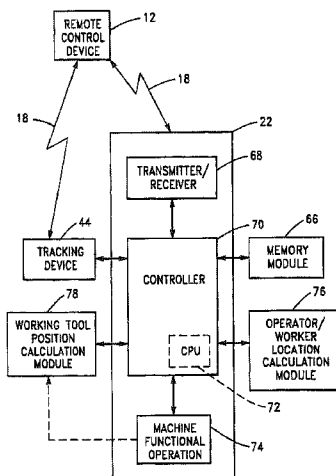 REMOTE
CONTROL
DEVICE
12
18
18
22
TRANSMITTER/
RECEIVER
68
44
TRACKING
DEVICE
70
CONTROLLER
66
MEMORY
MODULE
78
WORKING TOOL
POSITION
CALCULATION
MODULE
CPU
72
76
OPERATOR/
WORKER
LOCATION
CALCULATION
MODULE
MACHINE
FUNCTIONAL
OPERATION
74